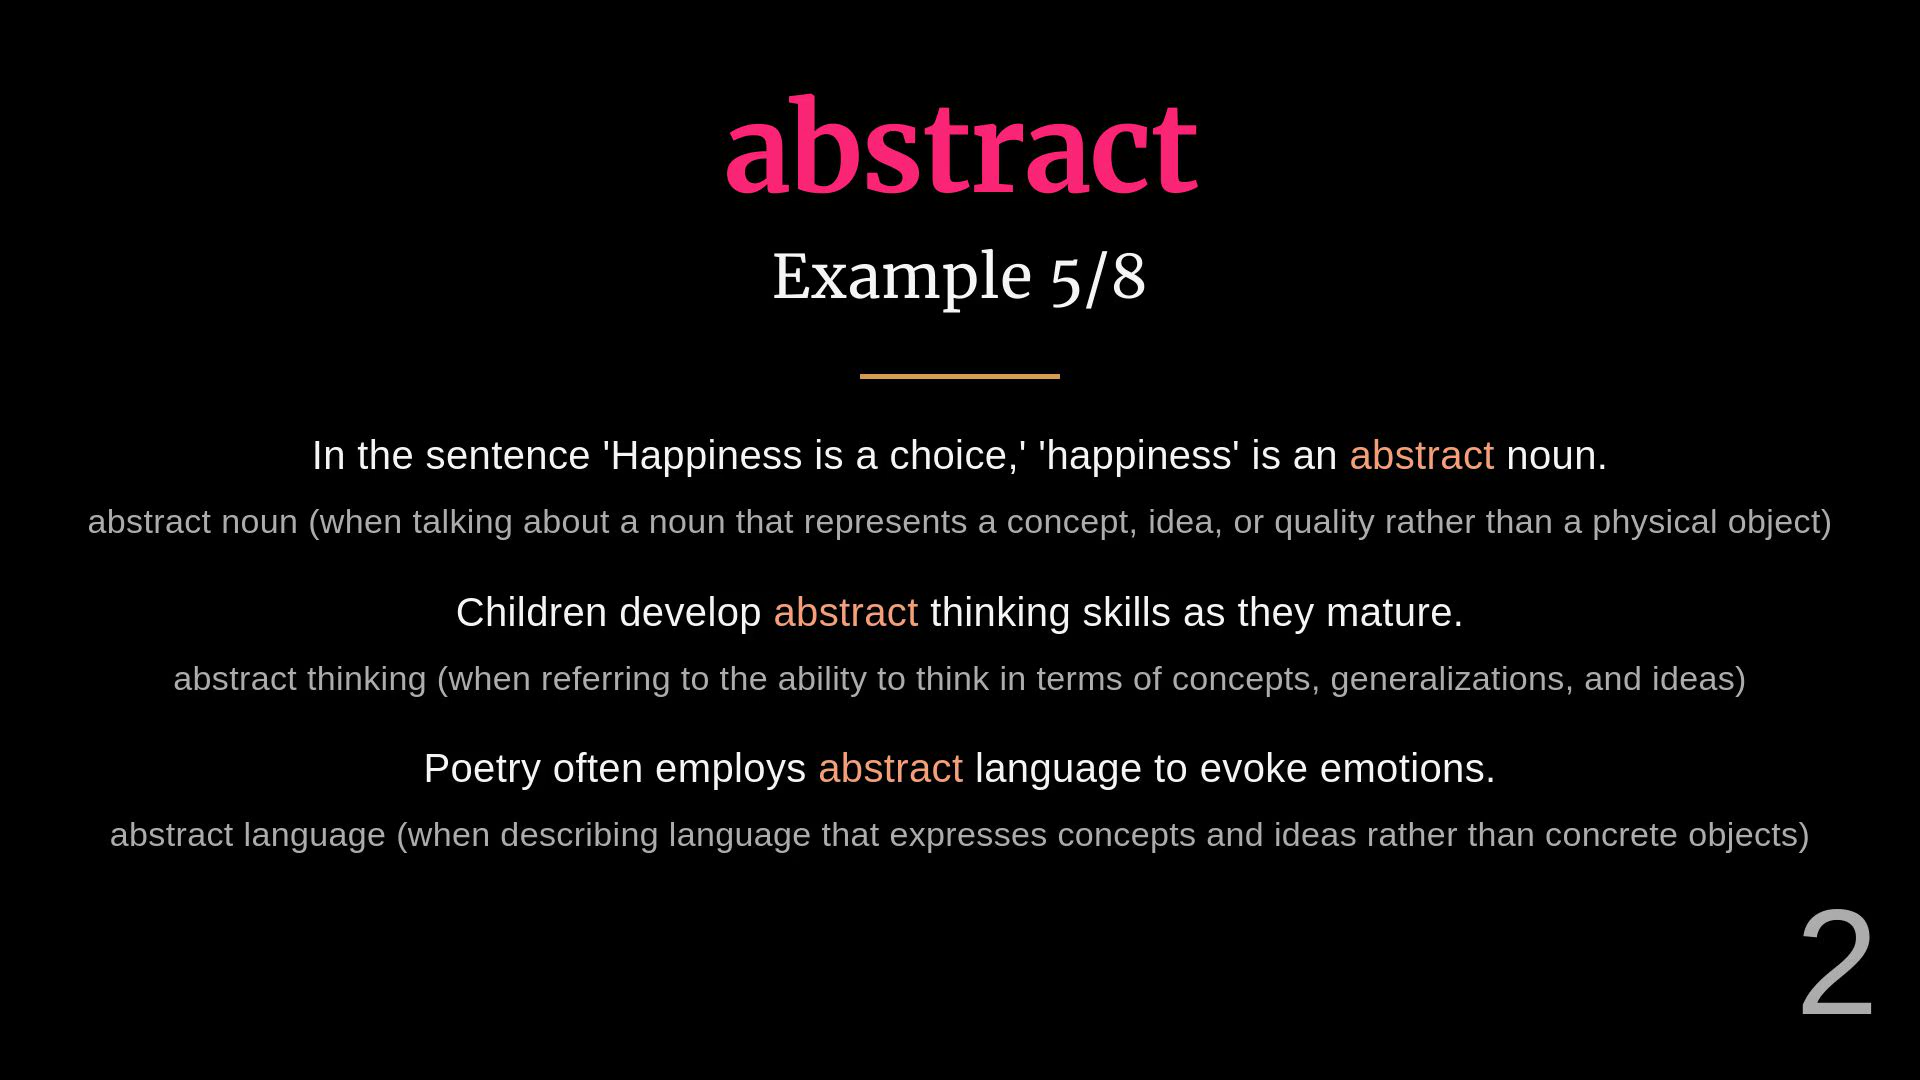 abstract
Example 5/8
In the sentence 'Happiness is a choice,' 'happiness' is an abstract noun.
abstract noun (when talking about a noun that represents a concept, idea, or quality rather than a physical object)
Children develop abstract thinking skills as they mature.
abstract thinking (when referring to the ability to think in terms of concepts, generalizations, and ideas)
Poetry often employs abstract language to evoke emotions.
abstract language (when describing language that expresses concepts and ideas rather than concrete objects)
2